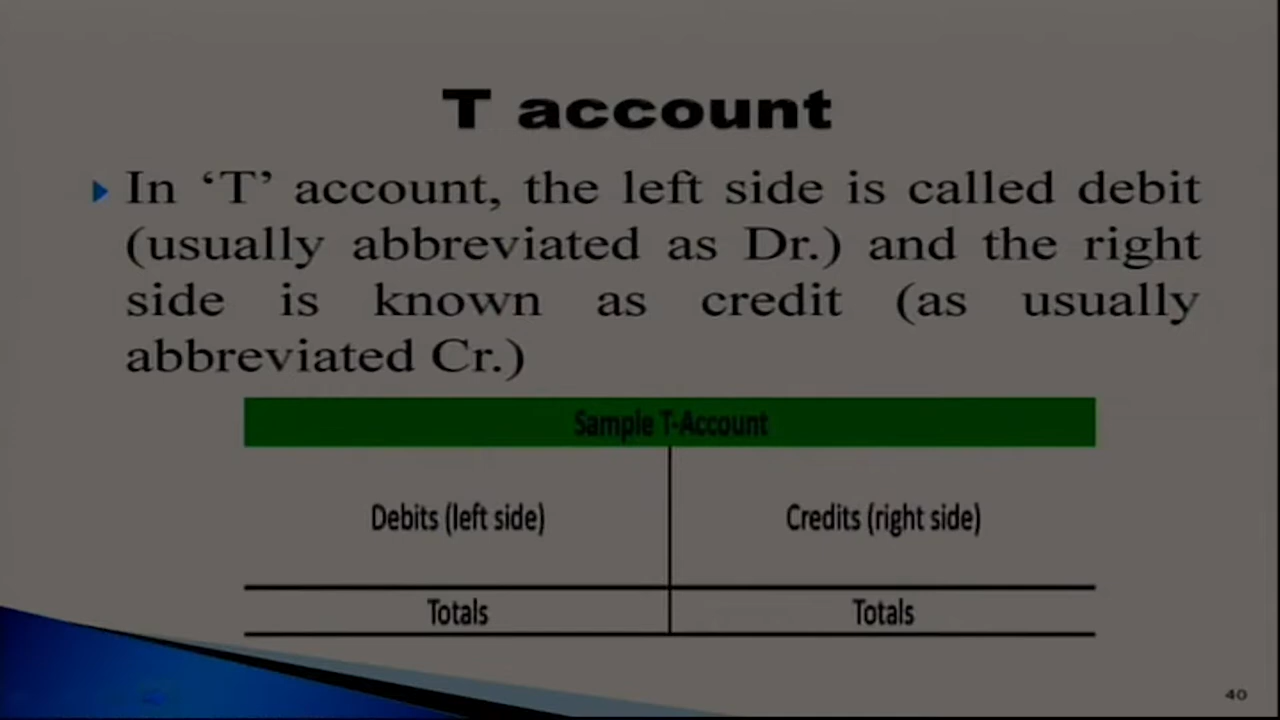 T account
In ‘T’ account, the left side is called debit
(usually abbreviated as Dr.) and the right
side is known as credit (as usually
abbreviated Cr.)
Sample T-Account
Debits (left side)
Credits (right side)
Totals
Totals
40